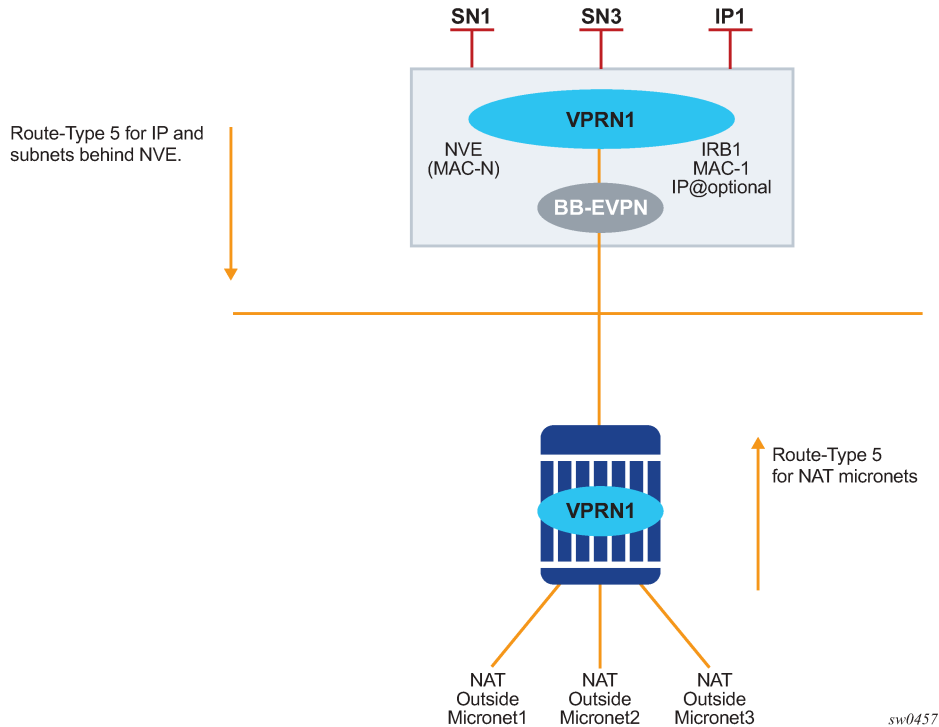 SN1
SN3
IP1
Route-Type 5 for IP and
subnets behind NVE.
VPRN1
NVE
(MAC-N)
IRB1
MAC-1
IP@optional
BB-EVPN
Route-Type 5
for NAT micronets
VPRN1
NAT
Outside
Micronet1
NAT
Outside
Micronet2
NAT
Outside
Micronet3
sw0457